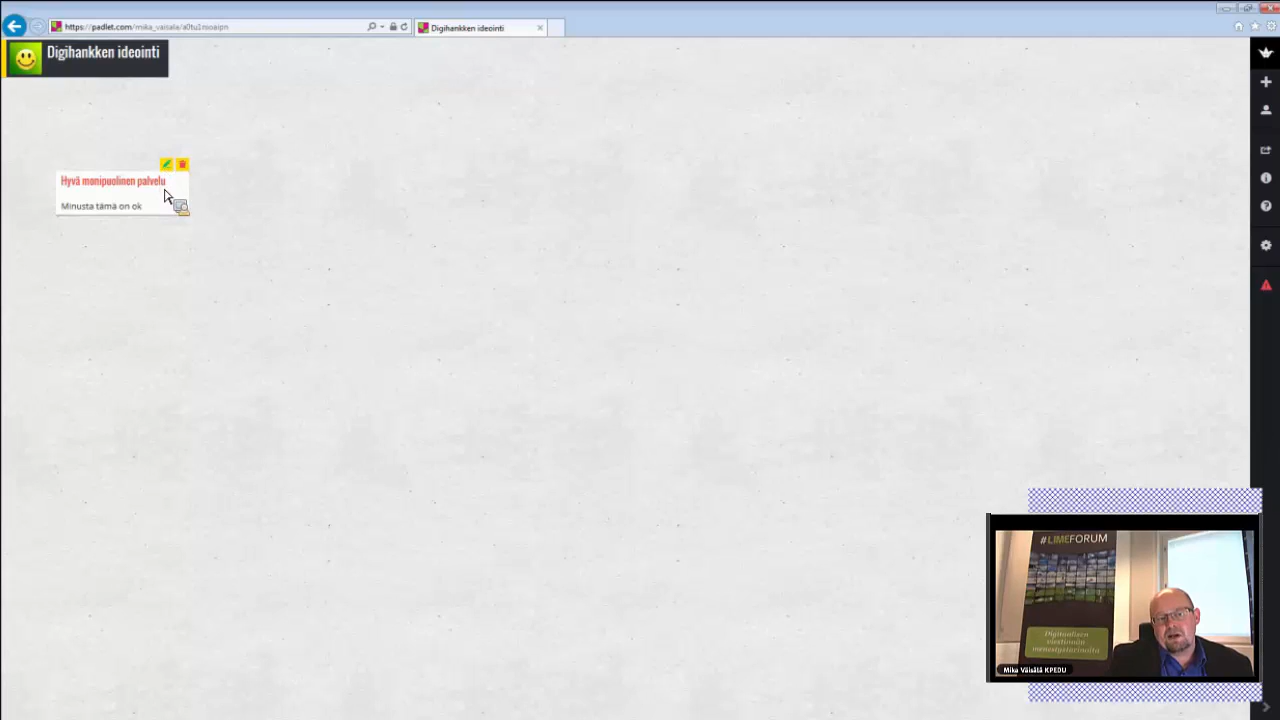 https://padlet.com/mika_vaisala/a0tu1nioaipn
Digihankken ideointi
Digihankken ideointi
Hyvä monipuolinen palvelu
Minusta tämä on ok
#LIMEFORUM
Digitaalisen
viestinnän
menestystarinoita
Mika Väisälä KPEDU